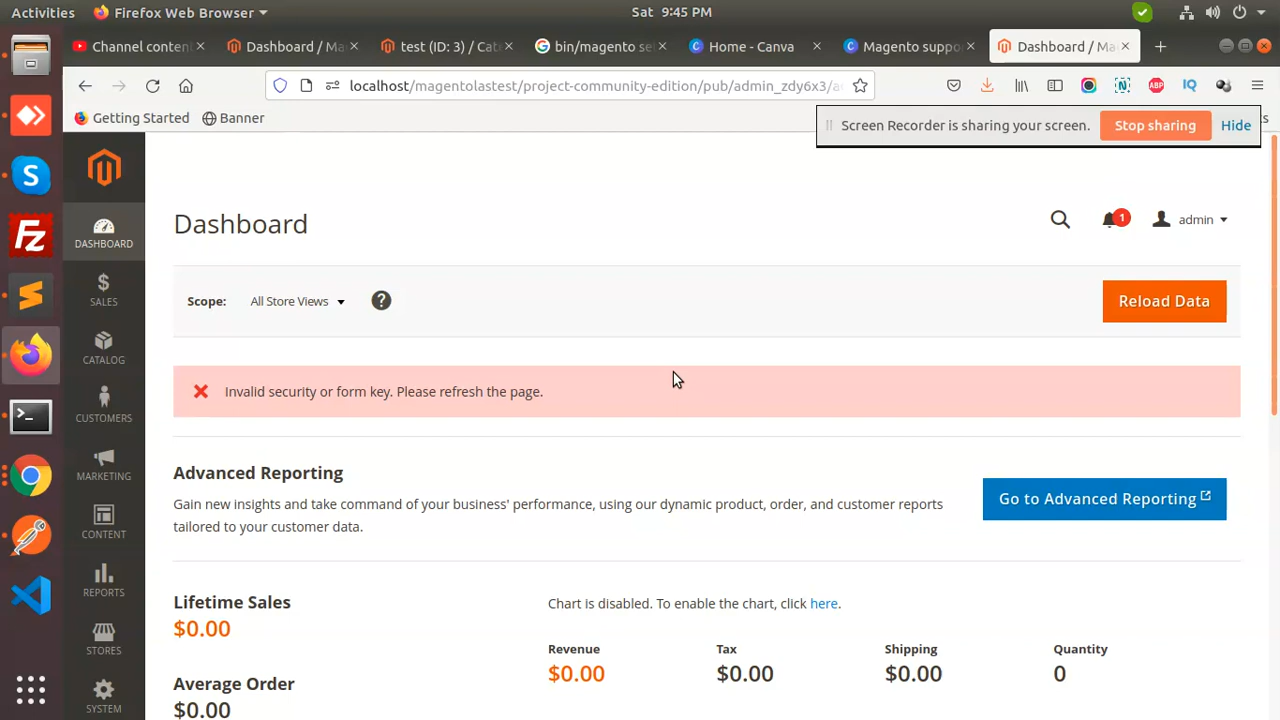 Activities Firefox Web Browser Sat 9:45 PM
Channel conten Dashboard / Ma test (ID: 3) / Cat bin/magento se Home - Canva Magento suppo Dashboard / Ma
localhost/magentolastest/project-community-edition/pub/admin_zdy6x3/a ABP IQ
Getting Started Banner
Screen Recorder is sharing your screen. Stop sharing Hide
Dashboard
1 admin
Scope: All Store Views ? Reload Data
Invalid security or form key. Please refresh the page.
Advanced Reporting
Gain new insights and take command of your business' performance, using our dynamic product, order, and customer reports
tailored to your customer data.
Go to Advanced Reporting
Lifetime Sales
$0.00
Chart is disabled. To enable the chart, click here.
Revenue Tax Shipping Quantity
$0.00 $0.00 $0.00 0
Average Order
$0.00
DASHBOARD
$
SALES
CATALOG
CUSTOMERS
MARKETING
CONTENT
REPORTS
STORES
SYSTEM
S
Fz